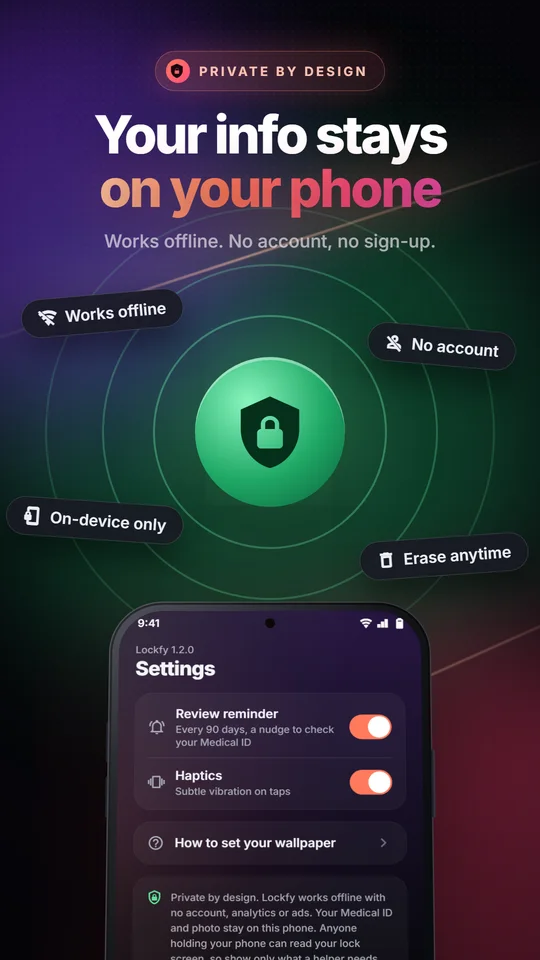 PRIVATE BY DESIGN
Your info stays
on your phone
Works offline. No account, no sign-up.
Works offline
No account
On-device only
Erase anytime
9:41
Lockfy 1.2.0
Settings
Review reminder
Every 90 days, a nudge to check
your Medical ID
Haptics
Subtle vibration on taps
How to set your wallpaper
Private by design. Lockfy works offline with
no account, analytics or ads. Your Medical ID
and photo stay on this phone. Anyone
holding your phone can read your lock
screen, so show only what a helper needs